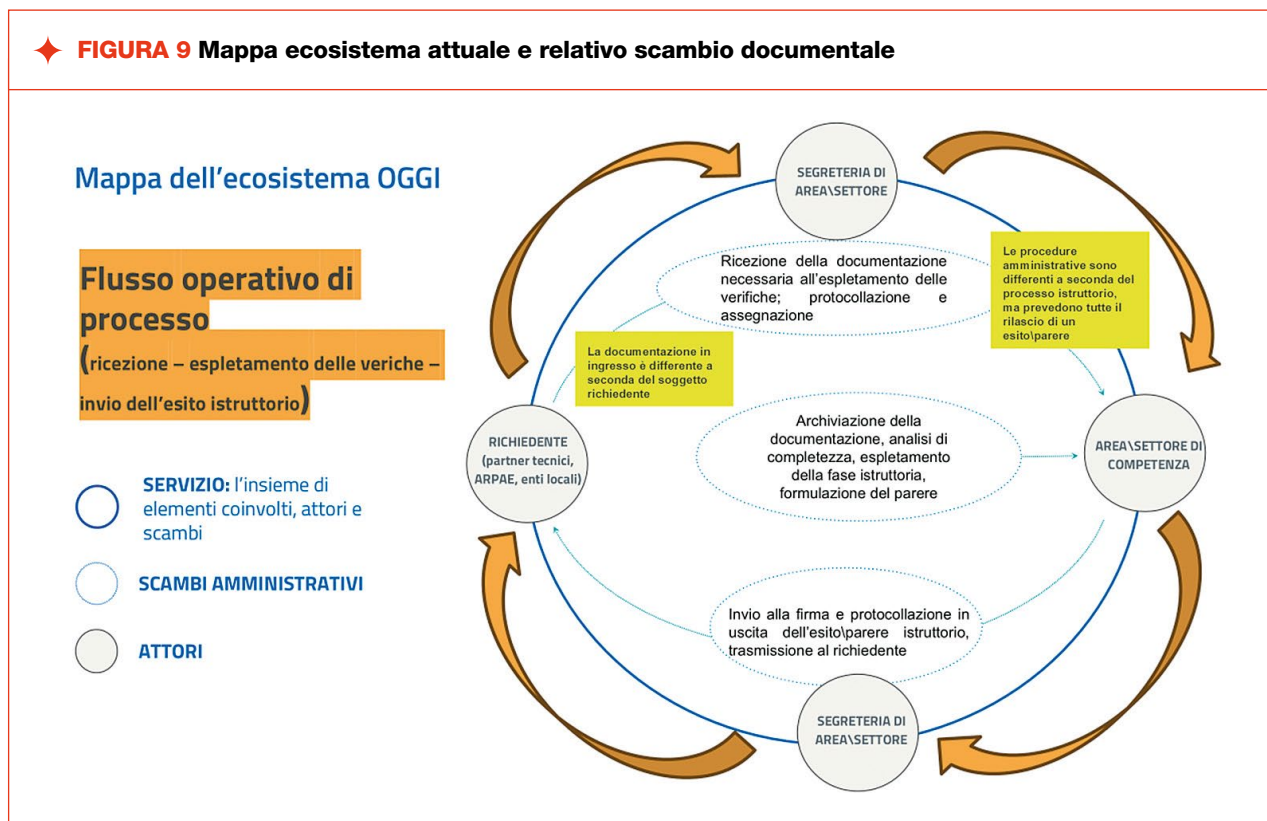 FIGURA 9 Mappa ecosistema attuale e relativo scambio documentale
Mappa dell'ecosistema OGGI
Flusso operativo di
processo
(ricezione – espletamento delle veriche –
invio dell'esito istruttorio)
SERVIZIO: l'insieme di
elementi coinvolti, attori e
scambi
SCAMBI AMMINISTRATIVI
ATTORI
SEGRETERIA DI
AREA\SETTORE
Ricezione della documentazione
necessaria all'espletamento delle
verifiche; protocollazione e
assegnazione
Le procedure
amministrative sono
differenti a seconda del
processo istruttorio,
ma prevedono tutte il
rilascio di un
esito\parere
La documentazione in
ingresso è differente a
seconda del soggetto
richiedente
RICHIEDENTE
(partner tecnici,
ARPAE, enti locali)
Archiviazione della
documentazione, analisi di
completezza, espletamento
della fase istruttoria,
formulazione del parere
AREA\SETTORE DI
COMPETENZA
Invio alla firma e protocollazione in
uscita dell'esito\parere istruttorio,
trasmissione al richiedente
SEGRETERIA DI
AREA\SETTORE